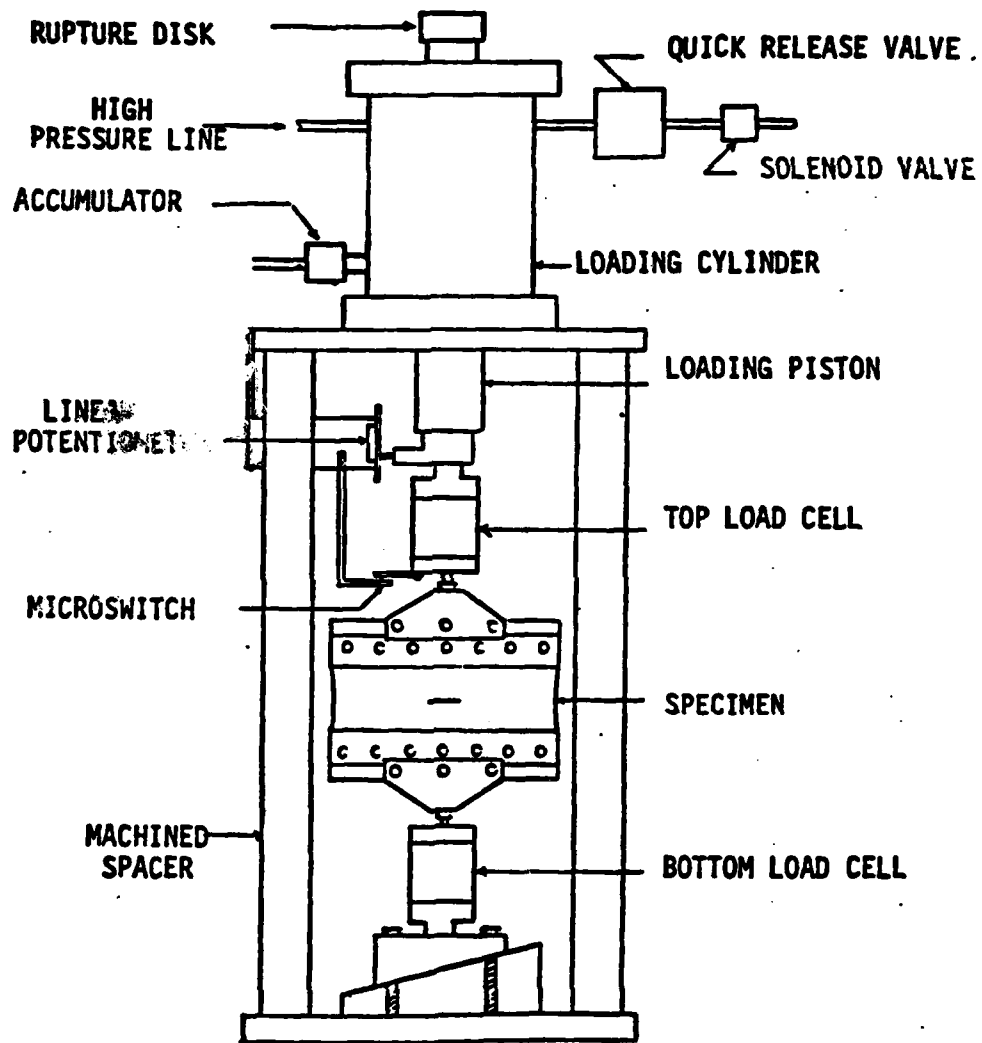 RUPTURE DISK
QUICK RELEASE VALVE.
HIGH
PRESSURE LINE
SOLENOID VALVE
ACCUMULATOR
LOADING CYLINDER
LOADING PISTON
TOP LOAD CELL
MICROSWITCH
SPECIMEN
MACHINED
SPACER
BOTTOM LOAD CELL